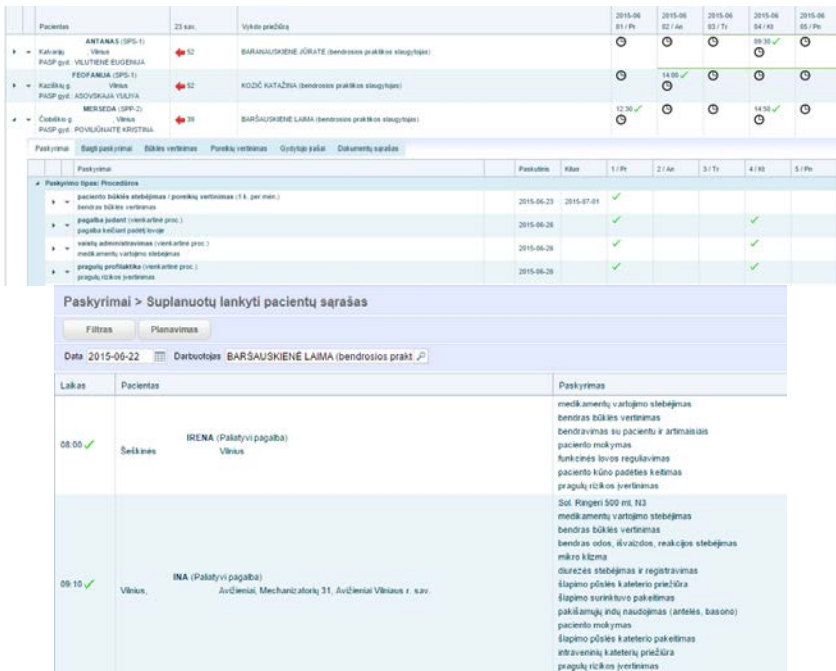 Pacientas 23 sav. Vykdo priežiūrą 2015-06 01 / Pr 2015-06 02 / An 2015-06 03 / Tr 2015-06 04 / Kt 2015-06 05 / Pn
ANTANAS (SPS-1)
Kalvarijų , Vilnius 52 BARANAUSKIENĖ JŪRATĖ (bendrosios praktikos slaugytojas) 09:30
PASP gyd.: VILUTIENĖ EUGENIJA
FEOFANIJA (SPS-1)
Kazliškių g. Vilnius 52 KOZIČ KATAŽINA (bendrosios praktikos slaugytojas) 14:00
PASP gyd.: ASOVSKAJA YULIYA
MERSEDA (SPP-2)
Čiobiškio g. , Vilnius 39 BARŠAUSKIENĖ LAIMA (bendrosios praktikos slaugytojas) 12:30 14:50
PASP gyd.: POVILIŪNAITĖ KRISTINA
Paskyrimai Baigti paskyrimai Būklės vertinimas Poreikių vertinimas Gydytojo įrašai Dokumentų sąrašas
Paskyrimai Paskutinis Kitas 1 / Pr 2 / An 3 / Tr 4 / Kt 5 / Pn
Paskyrimo tipas: Procedūros
paciento būklės stebėjimas / poreikių vertinimas (1 k. per mėn.)
bendras būklės vertinimas 2015-06-23 2015-07-01
pagalba judant (vienkartinė proc.)
pagalba keičiant padėtį lovoje 2015-06-26
vaistų administravimas (vienkartinė proc.)
medikamentų vartojimo stebėjimas 2015-06-26
pragulų profilaktika (vienkartinė proc.)
pragulų rizikos įvertinimas 2015-06-26
Paskyrimai > Suplanuotų lankyti pacientų sąrašas
Filtras Planavimas
Data 2015-06-22 Darbuotojas BARŠAUSKIENĖ LAIMA (bendrosios prakt
Laikas Pacientas Paskyrimas
medikamentų vartojimo stebėjimas
bendras būklės vertinimas
bendravimas su pacientu ir artimaisiais
08:00 IRENA (Paliatyvi pagalba) paciento mokymas
Šeškinės Vilnius funkcinės lovos reguliavimas
paciento kūno padėties keitimas
pragulų rizikos įvertinimas
Sol. Ringeri 500 ml, N3
medikamentų vartojimo stebėjimas
bendras būklės vertinimas
bendras odos, išvaizdos, reakcijos stebėjimas
mikro klizma
09:10 INA (Paliatyvi pagalba) diurezės stebėjimas ir registravimas
Vilnius, Avižieniai, Mechanizatorių 31, Avižieniai Vilniaus r. sav. šlapimo pūslės kateterio priežiūra
šlapimo surinktuvo pakeitimas
pakišamųjų indų naudojimas (antelės, basono)
paciento mokymas
šlapimo pūslės kateterio pakeitimas
intraveninių kateterių priežiūra
pragulų rizikos įvertinimas